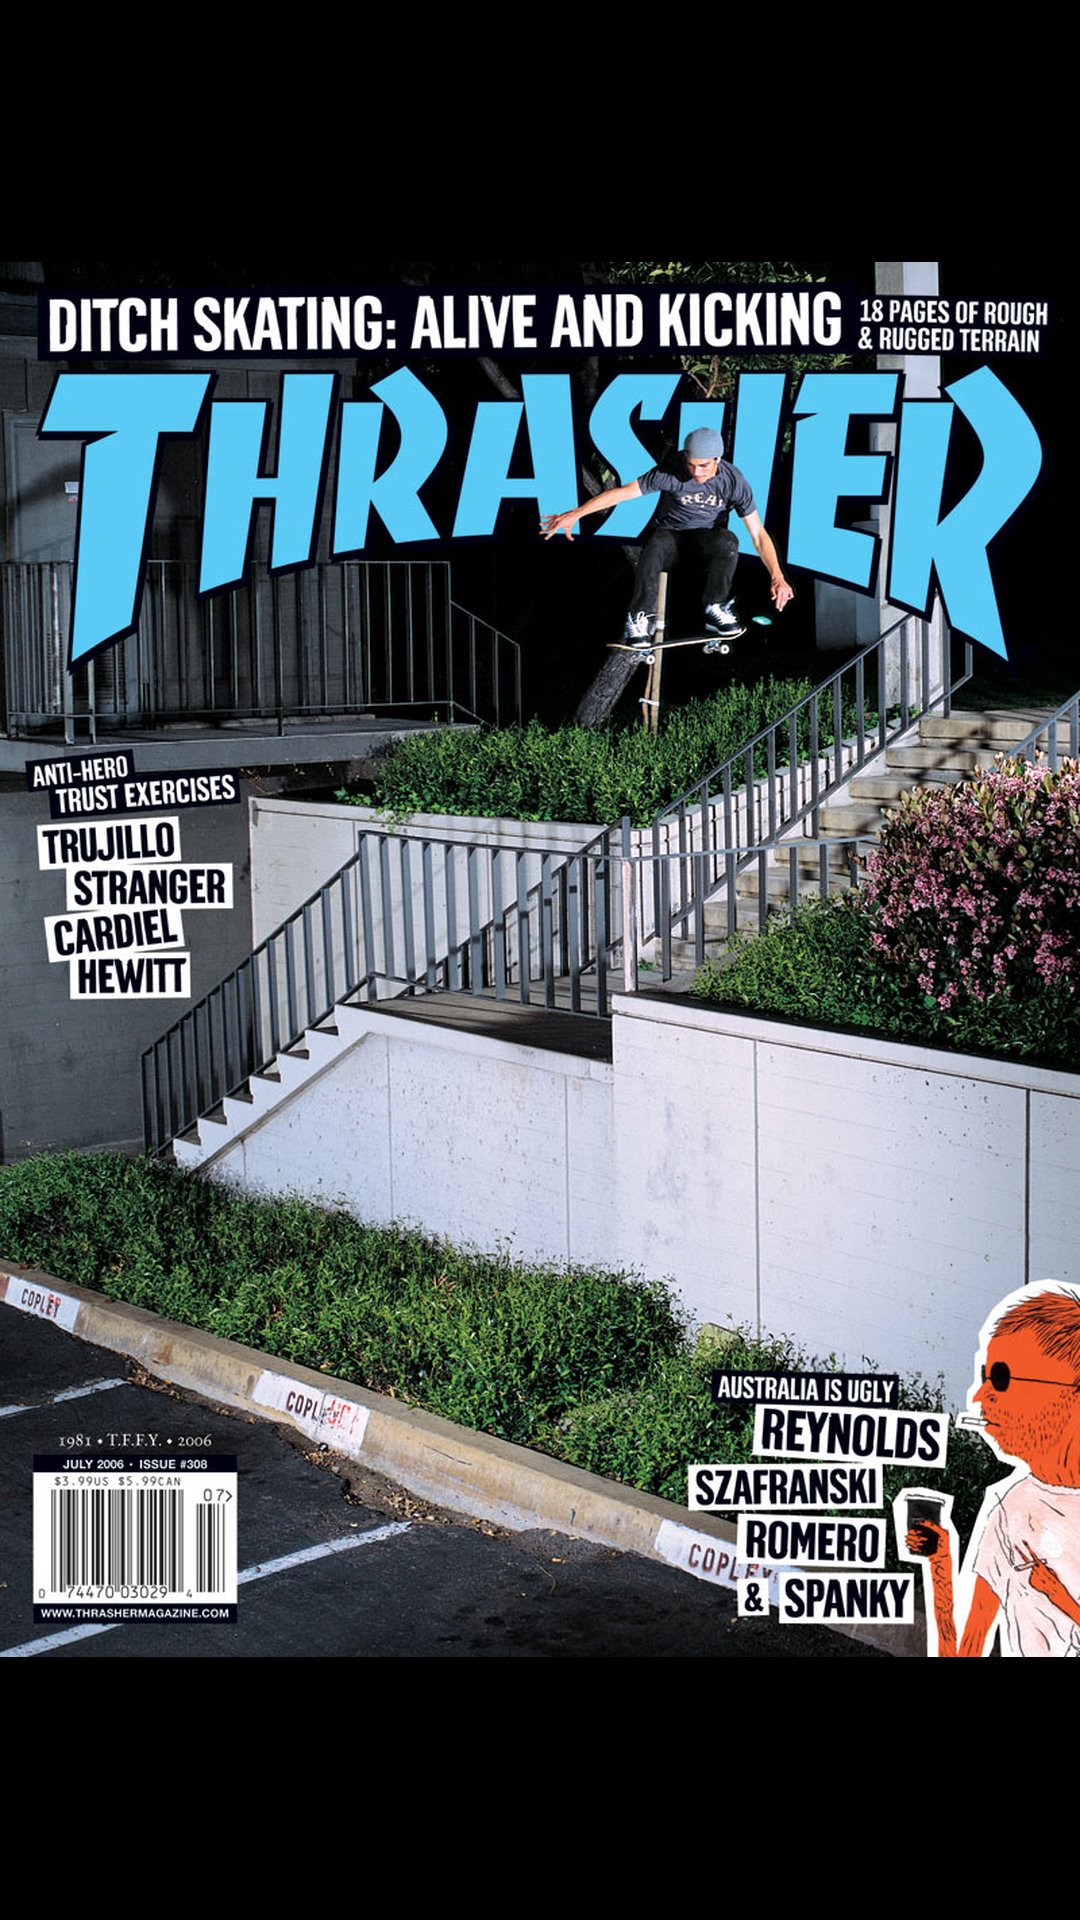 DITCH SKATING: ALIVE AND KICKING
18 PAGES OF ROUGH
& RUGGED TERRAIN
THRASHER
REAL
ANTI-HERO
TRUST EXERCISES
TRUJILLO
STRANGER
CARDIEL
HEWITT
COPLEY
COPLEY
COPLEY
AUSTRALIA IS UGLY
REYNOLDS
SZAFRANSKI
ROMERO
& SPANKY
1981 • T.F.F.Y. • 2006
JULY 2006 • ISSUE #308
$3.99US $5.99CAN
07>
0 74470 03029 4
WWW.THRASHERMAGAZINE.COM